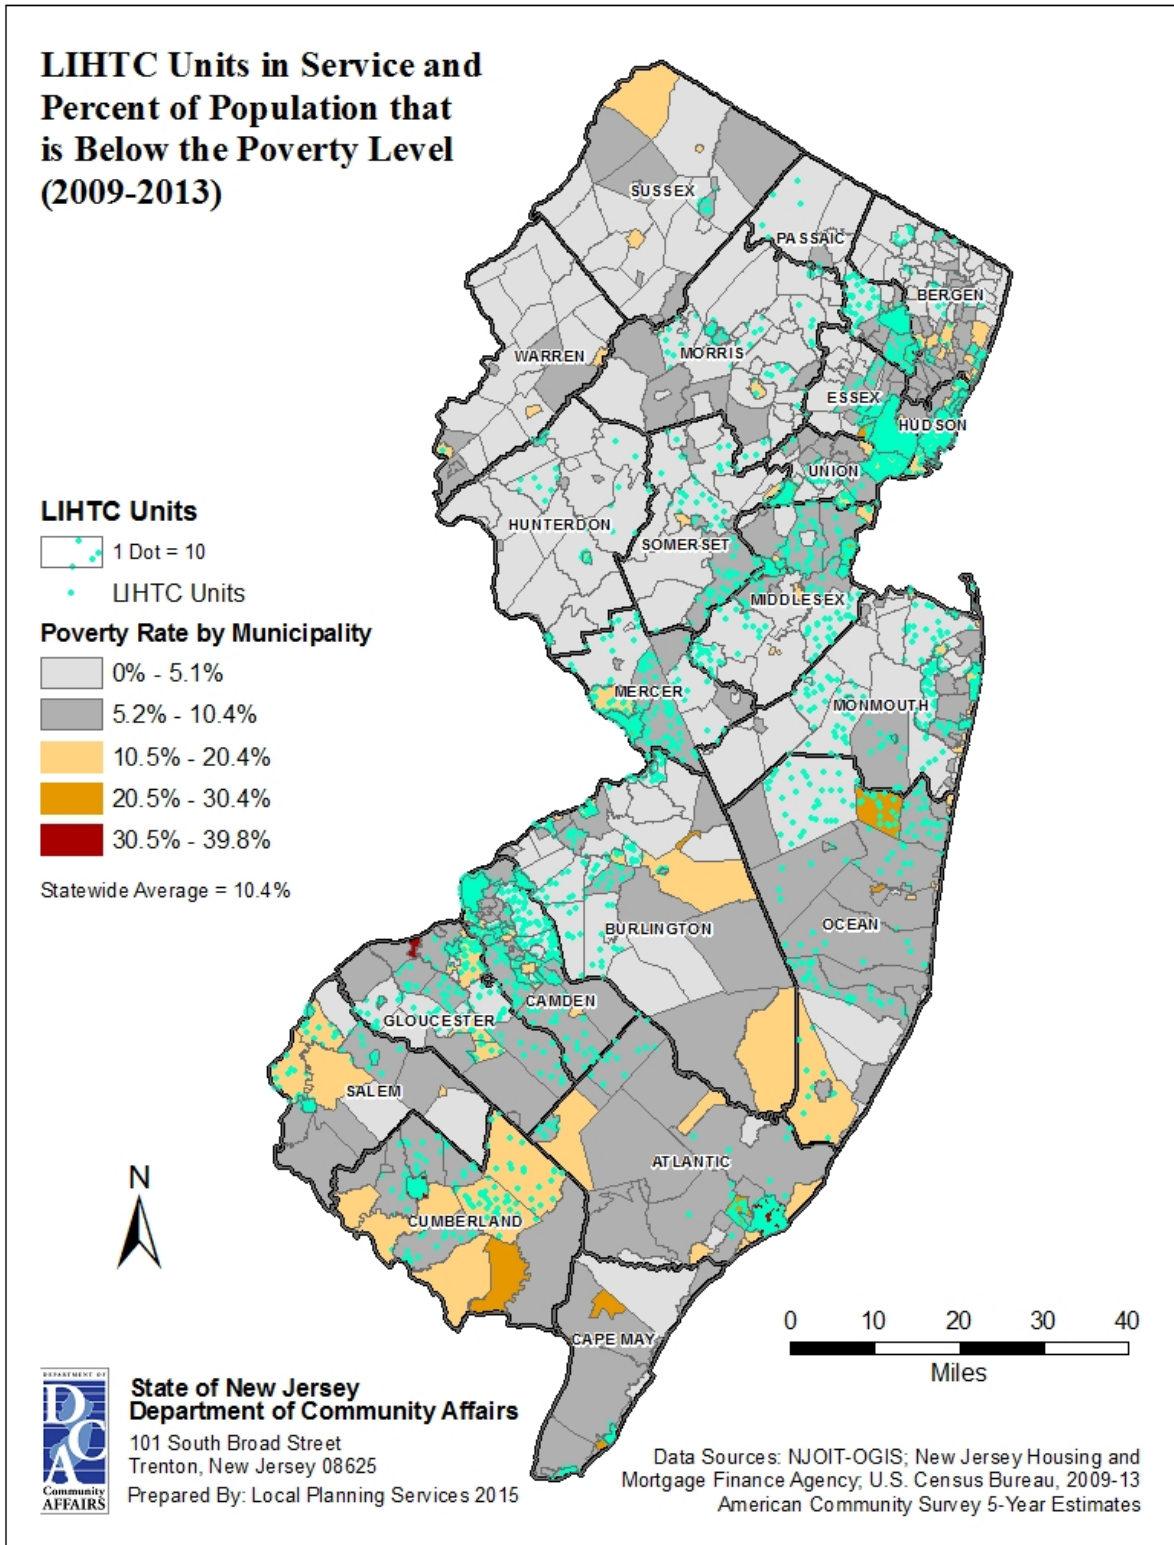 LIHTC Units in Service and
Percent of Population that
is Below the Poverty Level
(2009-2013)
SUSSEX
PASSAIC
BERGEN
WARREN
MORRIS
ESSEX
HUDSON
UNION
HUNTERDON
SOMERSET
MIDDLESEX
MERCER
MONMOUTH
BURLINGTON
OCEAN
CAMDEN
GLOUCESTER
SALEM
ATLANTIC
CUMBERLAND
CAPE MAY
LIHTC Units
1 Dot = 10
LIHTC Units
Poverty Rate by Municipality
0% - 5.1%
5.2% - 10.4%
10.5% - 20.4%
20.5% - 30.4%
30.5% - 39.8%
Statewide Average = 10.4%
N
0 10 20 30 40
Miles
DEPARTMENT OF
DCA
Community
AFFAIRS
State of New Jersey
Department of Community Affairs
101 South Broad Street
Trenton, New Jersey 08625
Prepared By: Local Planning Services 2015
Data Sources: NJOIT-OGIS; New Jersey Housing and
Mortgage Finance Agency; U.S. Census Bureau, 2009-13
American Community Survey 5-Year Estimates